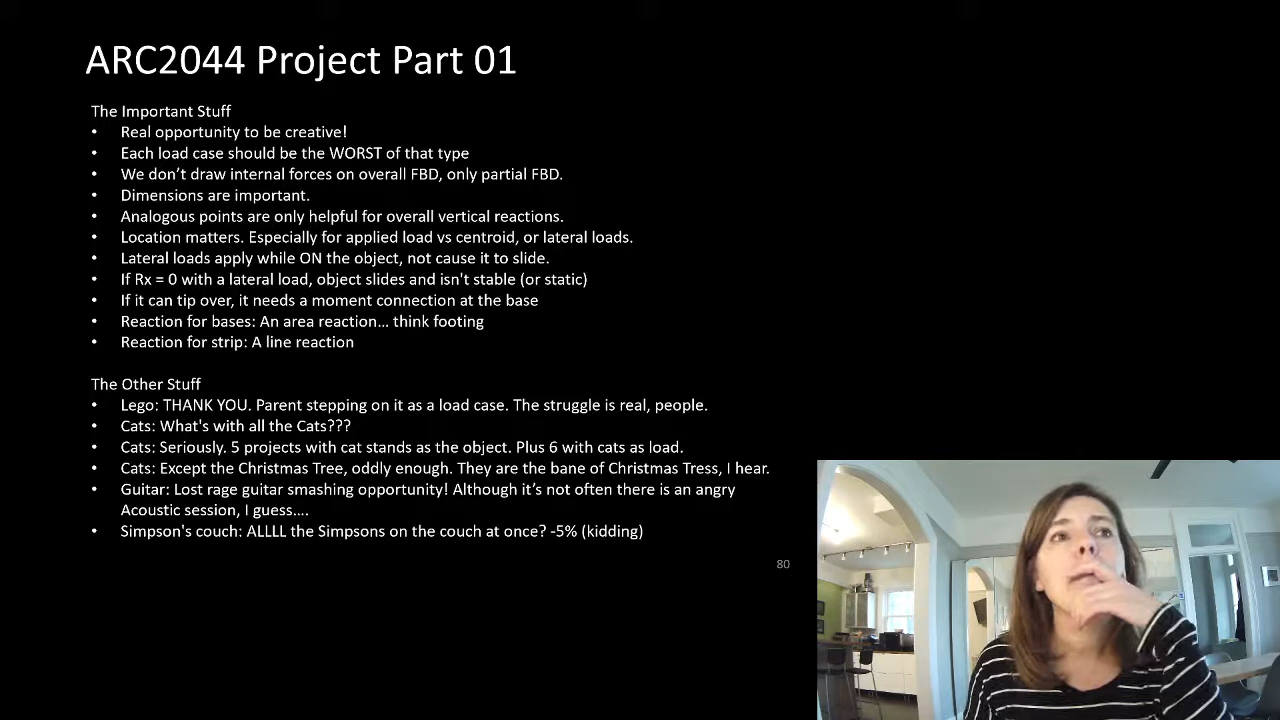 ARC2044 Project Part 01
The Important Stuff
• Real opportunity to be creative!
• Each load case should be the WORST of that type
• We don't draw internal forces on overall FBD, only partial FBD.
• Dimensions are important.
• Analogous points are only helpful for overall vertical reactions.
• Location matters. Especially for applied load vs centroid, or lateral loads.
• Lateral loads apply while ON the object, not cause it to slide.
• If Rx = 0 with a lateral load, object slides and isn't stable (or static)
• If it can tip over, it needs a moment connection at the base
• Reaction for bases: An area reaction… think footing
• Reaction for strip: A line reaction
The Other Stuff
• Lego: THANK YOU. Parent stepping on it as a load case. The struggle is real, people.
• Cats: What's with all the Cats???
• Cats: Seriously. 5 projects with cat stands as the object. Plus 6 with cats as load.
• Cats: Except the Christmas Tree, oddly enough. They are the bane of Christmas Tress, I hear.
• Guitar: Lost rage guitar smashing opportunity! Although it's not often there is an angry
Acoustic session, I guess….
• Simpson's couch: ALLLL the Simpsons on the couch at once? -5% (kidding)
80